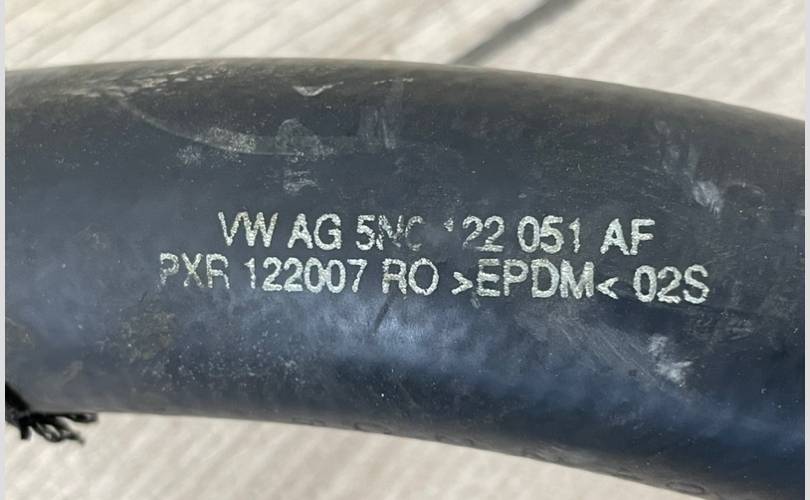 VW AG 122 051 AF
PXR 122007 RO >EPDM< 02S